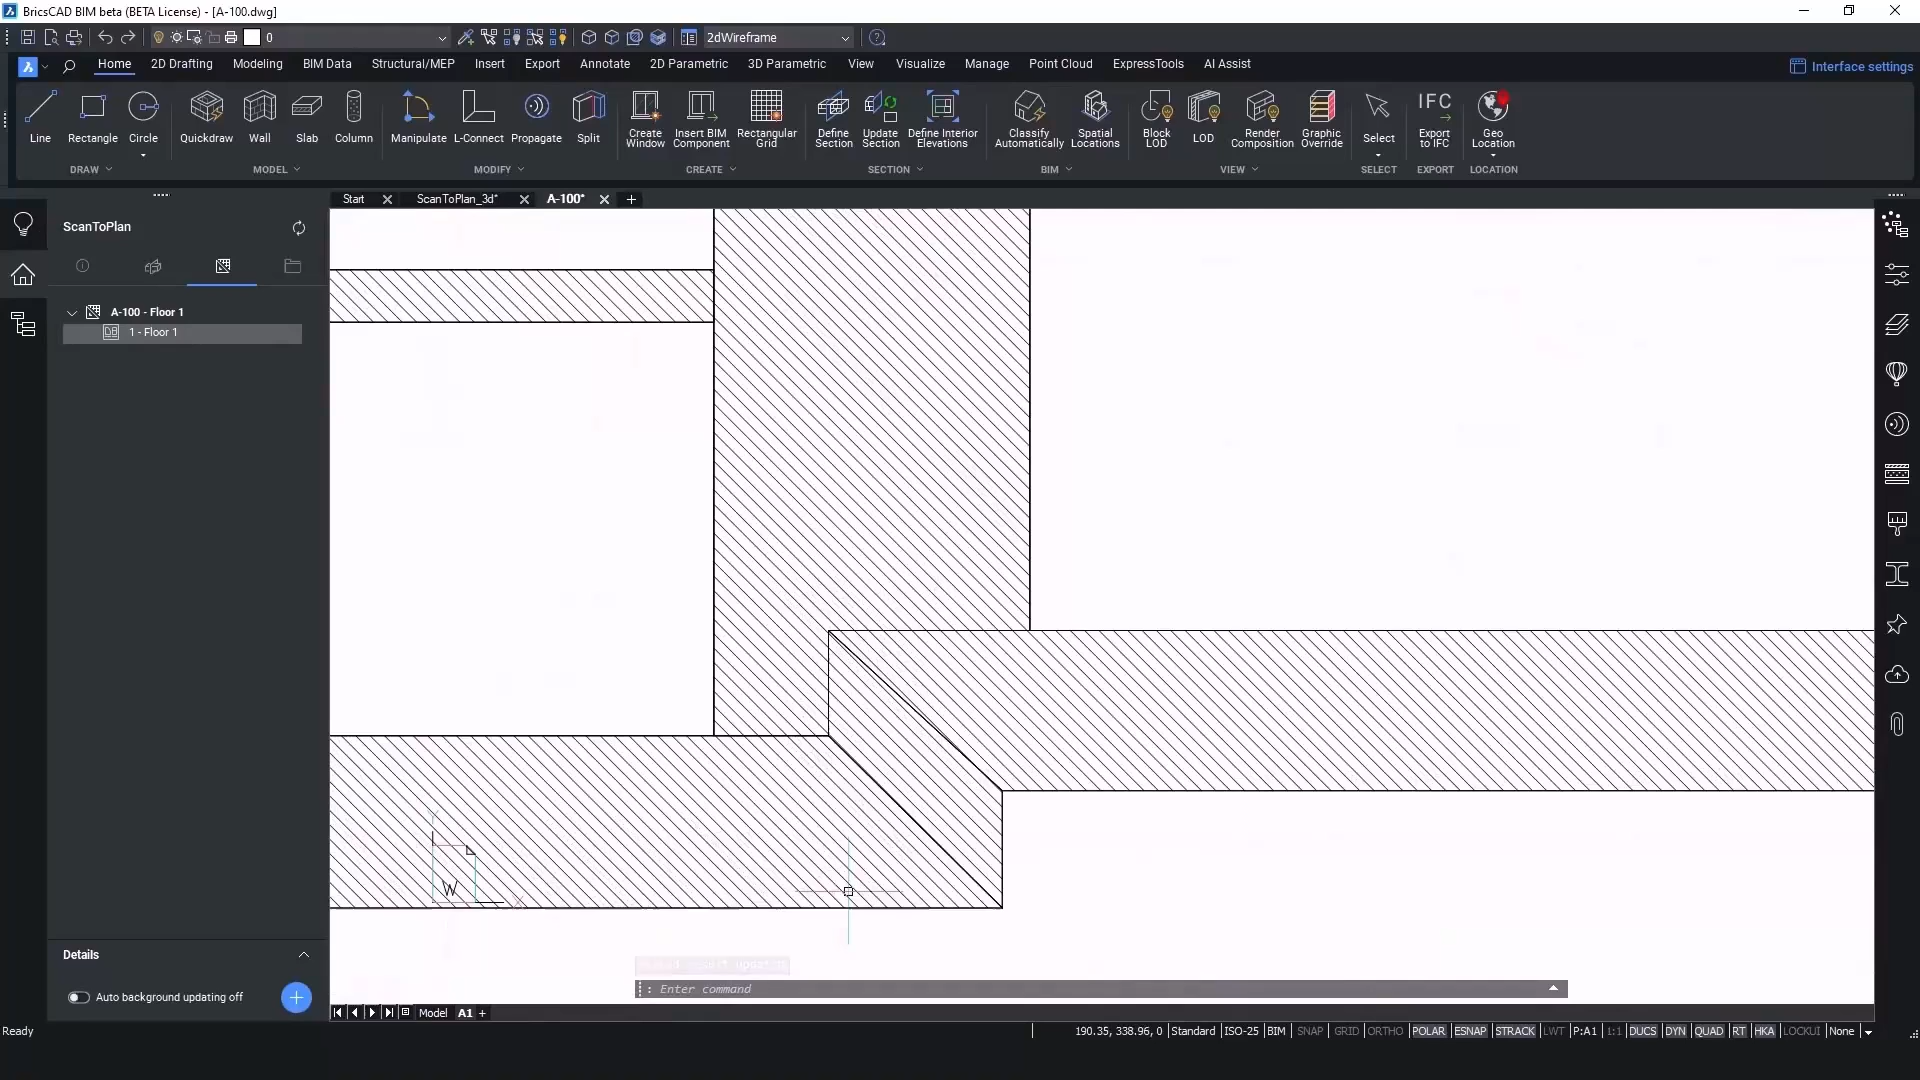 BricsCAD BIM beta (BETA License) - [A-100.dwg]
0
2dWireframe
Home 2D Drafting Modeling BIM Data Structural/MEP Insert Export Annotate 2D Parametric 3D Parametric View Visualize Manage Point Cloud ExpressTools AI Assist Interface settings
Line Rectangle Circle Quickdraw Wall Slab Column Manipulate L-Connect Propagate Split Create Window Insert BIM Component Rectangular Grid Define Section Update Section Define Interior Elevations Classify Automatically Spatial Locations Block LOD LOD Render Composition Graphic Override Select IFC Export to IFC Geo Location
DRAW MODEL MODIFY CREATE SECTION BIM VIEW SELECT EXPORT LOCATION
Start ScanToPlan_3d* A-100* +
ScanToPlan
A-100 - Floor 1
1 - Floor 1
Y
W
X
Details
Auto background updating off
: Enter command
Model A1 +
Ready
190.35, 338.96, 0 Standard ISO-25 BIM SNAP GRID ORTHO POLAR ESNAP STRACK LWT P:A1 1:1 DUCS DYN QUAD RT HKA LOCKUI None